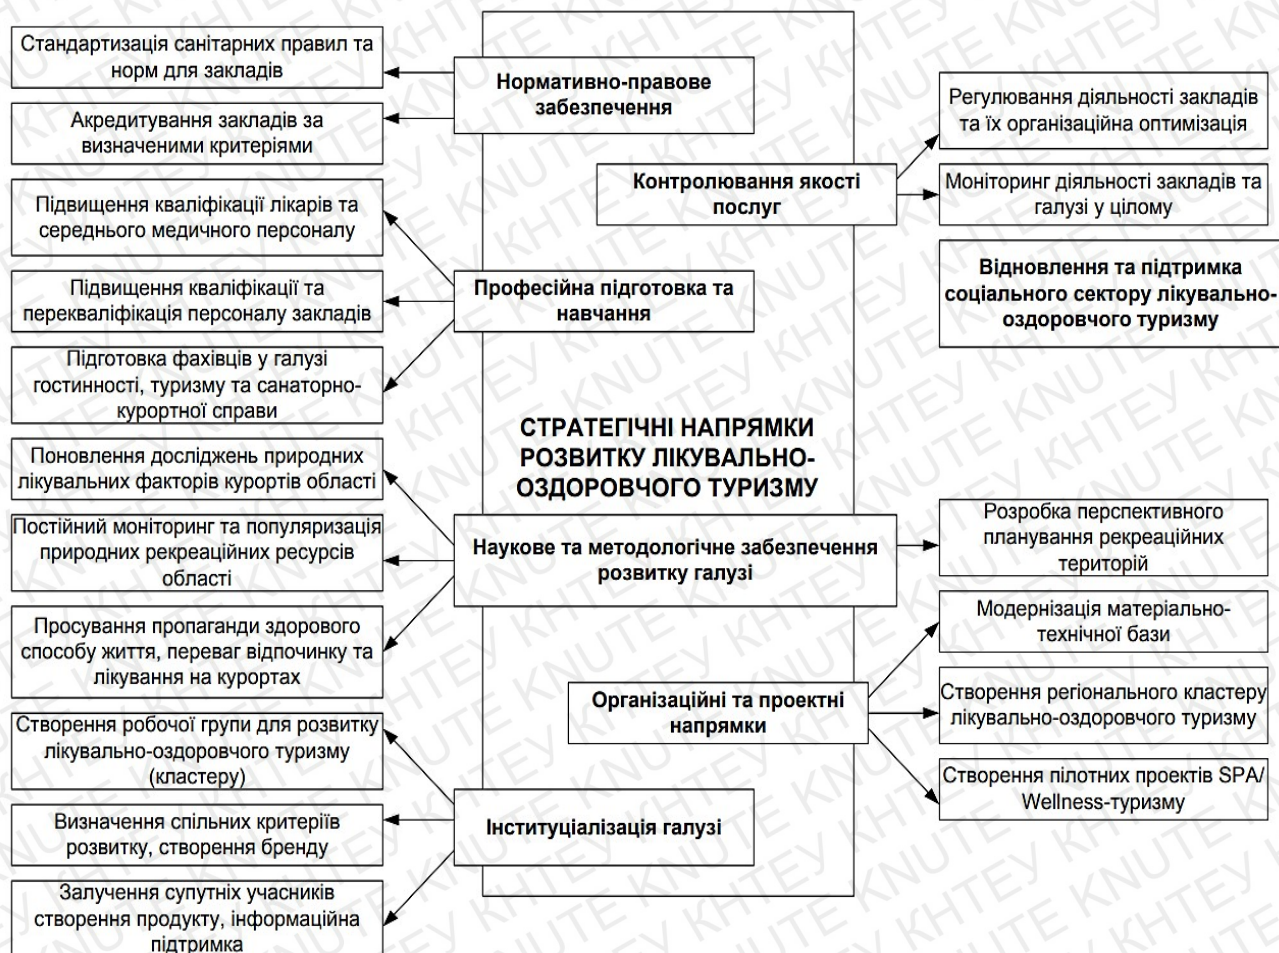 Стандартизація санітарних правил та
норм для закладів
Акредитування закладів за
визначеними критеріями
Підвищення кваліфікації лікарів та
середнього медичного персоналу
Підвищення кваліфікації та
перекваліфікація персоналу закладів
Підготовка фахівців у галузі
гостинності, туризму та санаторно-
курортної справи
Поновлення досліджень природних
лікувальних факторів курортів області
Постійний моніторинг та популяризація
природних рекреаційних ресурсів
області
Просування пропаганди здорового
способу життя, переваг відпочинку та
лікування на курортах
Створення робочої групи для розвитку
лікувально-оздоровчого туризму
(кластеру)
Визначення спільних критеріїв
розвитку, створення бренду
Залучення супутніх учасників
створення продукту, інформаційна
підтримка
Нормативно-правове
забезпечення
Контролювання якості
послуг
Професійна підготовка та
навчання
СТРАТЕГІЧНІ НАПРЯМКИ
РОЗВИТКУ ЛІКУВАЛЬНО-
ОЗДОРОВЧОГО ТУРИЗМУ
Наукове та методологічне забезпечення
розвитку галузі
Організаційні та проектні
напрямки
Інституціалізація галузі
Регулювання діяльності закладів
та їх організаційна оптимізація
Моніторинг діяльності закладів та
галузі у цілому
Відновлення та підтримка
соціального сектору лікувально-
оздоровчого туризму
Розробка перспективного
планування рекреаційних
територій
Модернізація матеріально-
технічної бази
Створення регіонального кластеру
лікувально-оздоровчого туризму
Створення пілотних проектів SPA/
Wellness-туризму